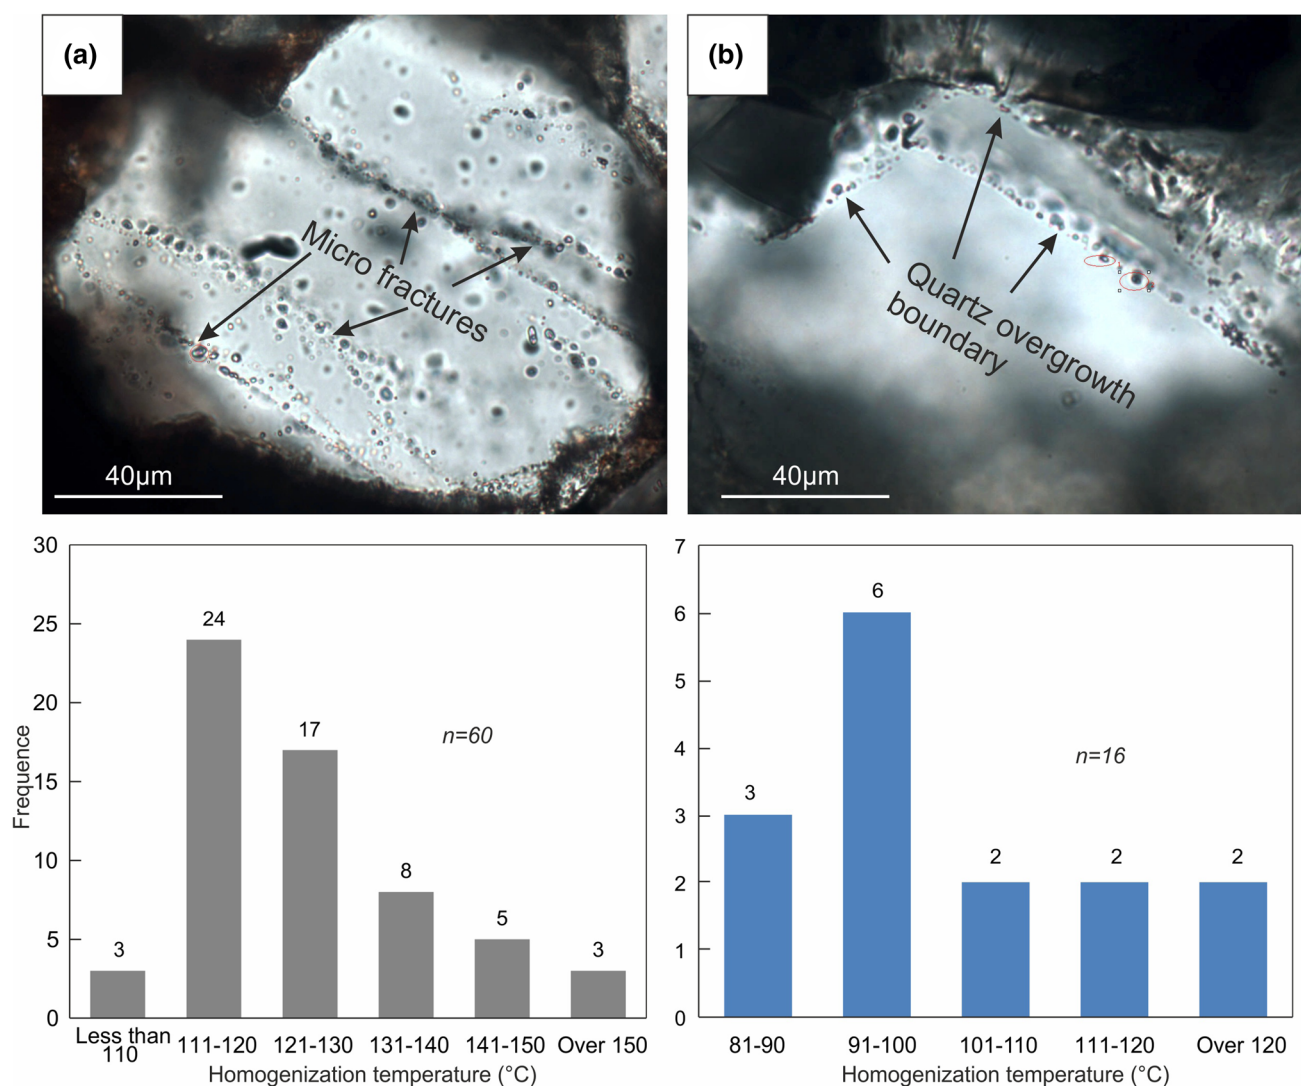 (a)
Micro fractures
40µm
(b)
Quartz overgrowth
boundary
40µm
30
25
20
15
10
5
0
Frequence
3
24
17
8
5
3
n=60
Less than
110
111-120
121-130
131-140
141-150
Over 150
Homogenization temperature (°C)
7
6
5
4
3
2
1
0
3
6
2
2
2
n=16
81-90
91-100
101-110
111-120
Over 120
Homogenization temperature (°C)